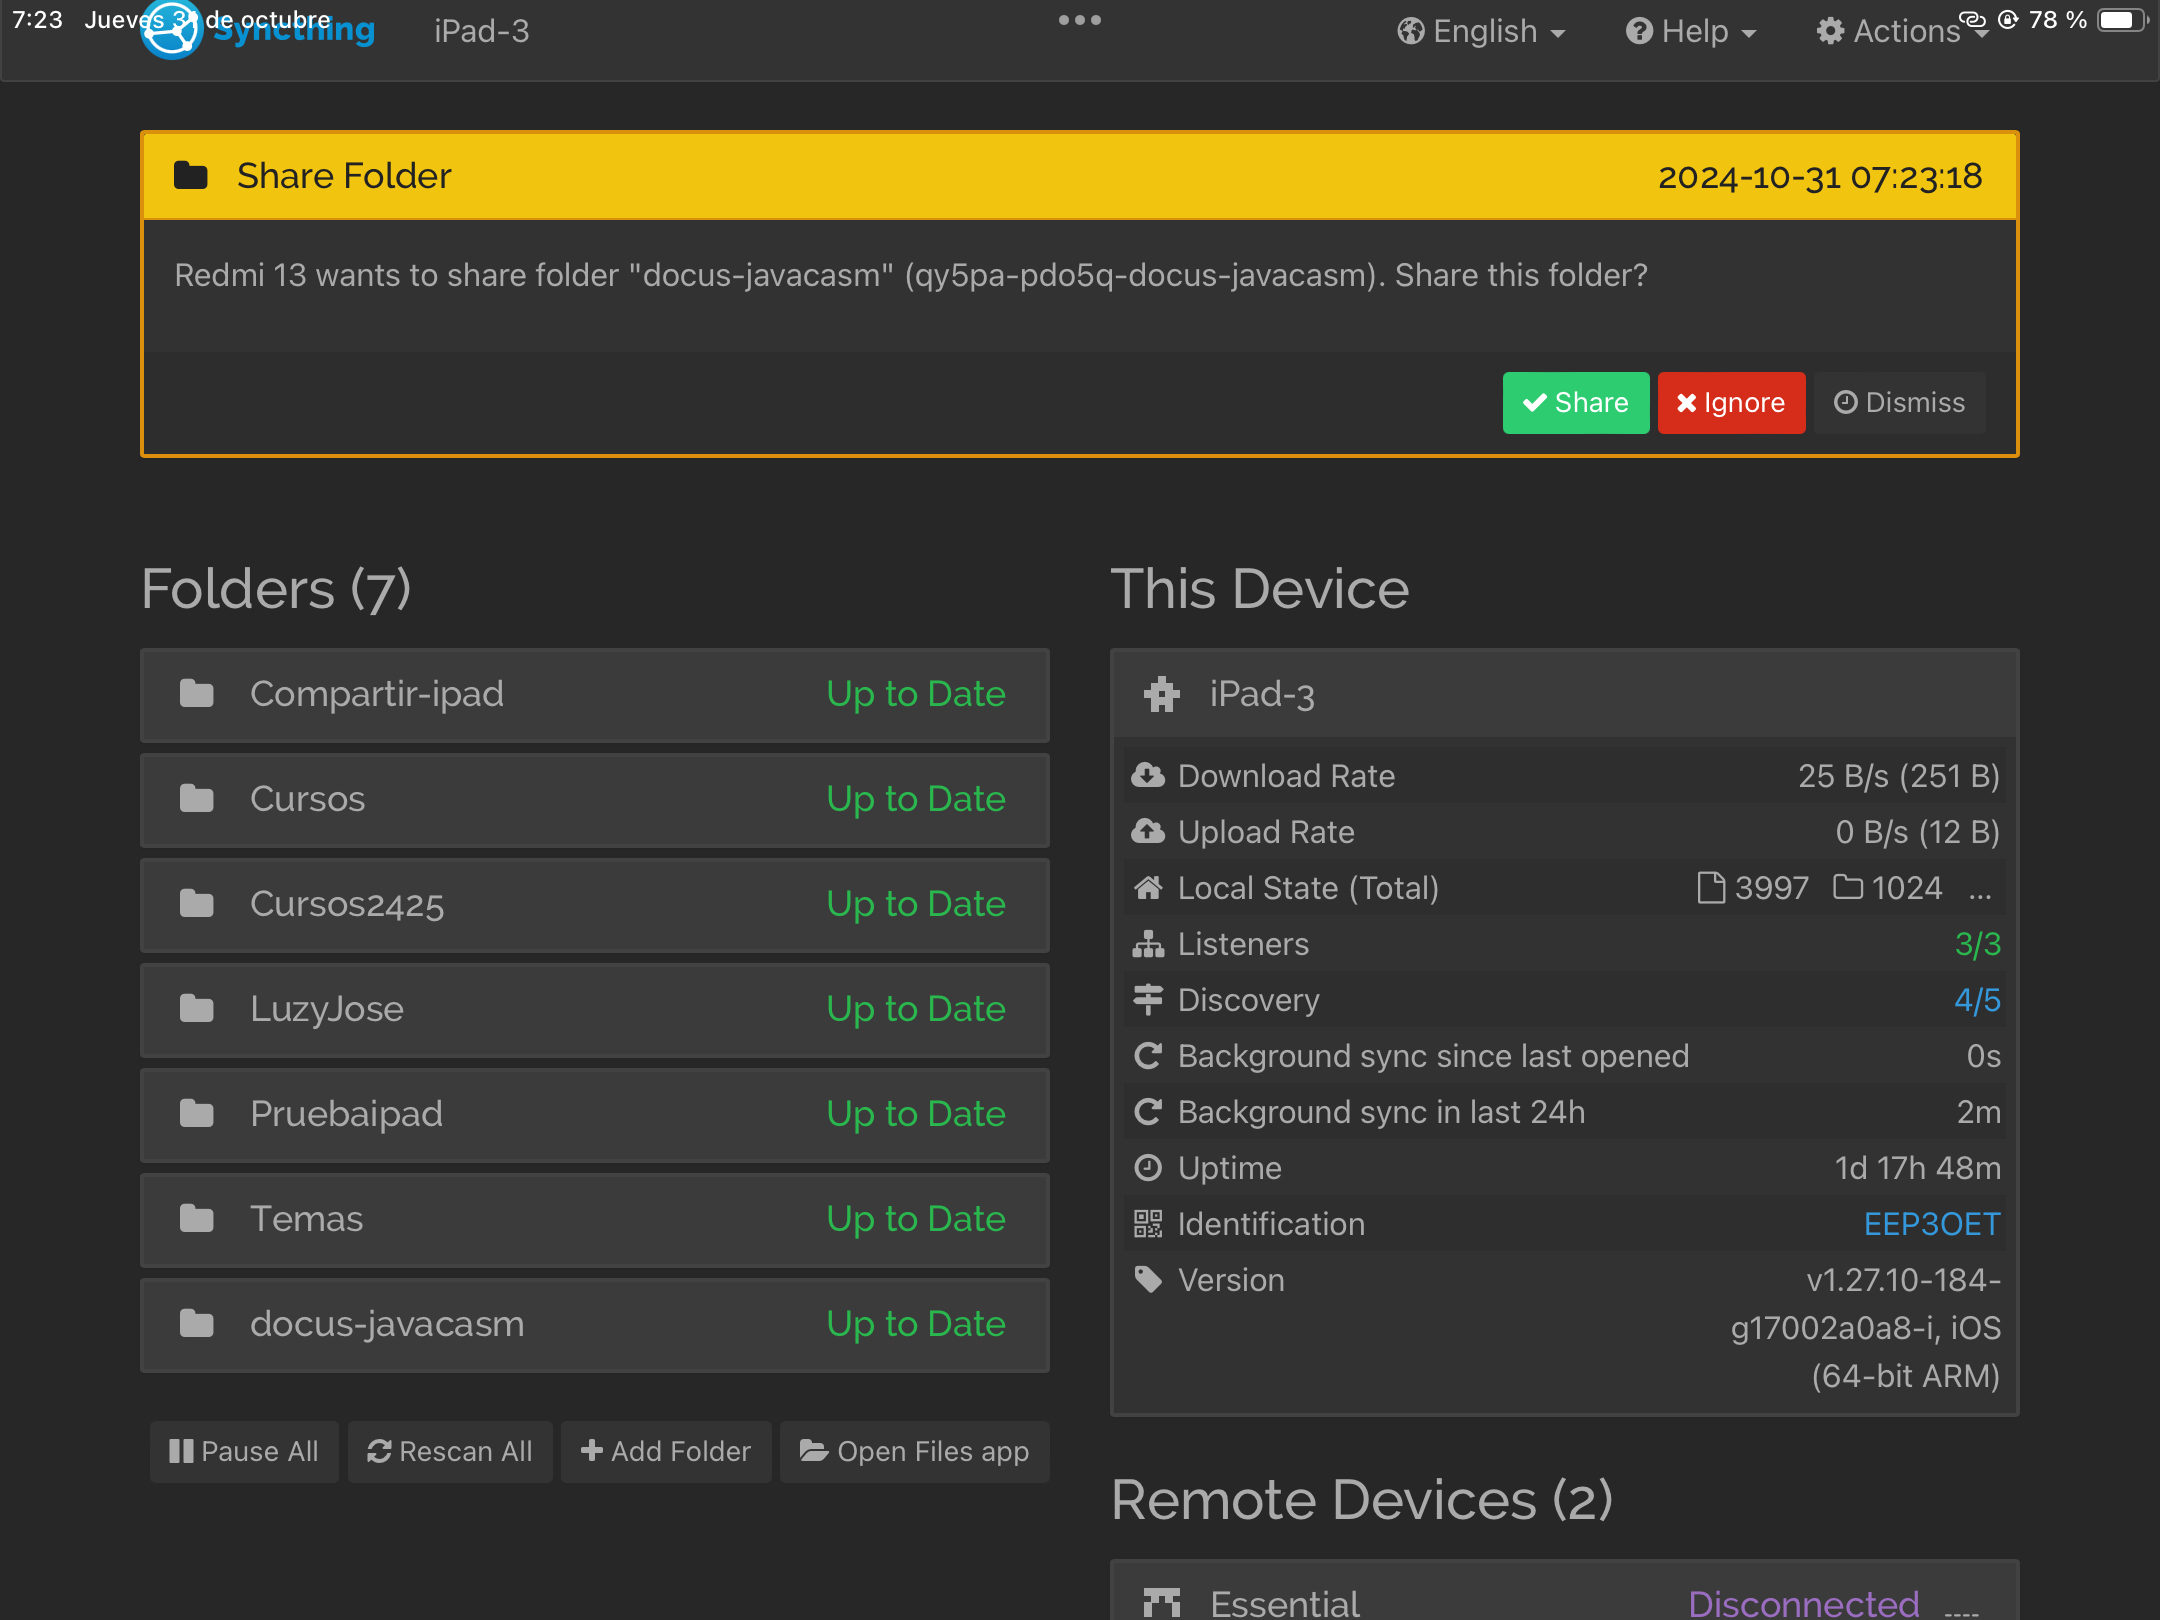 7:23 Jueves 31 de octubre
78 %
Syncthing
iPad-3
English
Help
Actions
Share Folder
2024-10-31 07:23:18
Redmi 13 wants to share folder "docus-javacasm" (qy5pa-pdo5q-docus-javacasm). Share this folder?
Share
Ignore
Dismiss
Folders (7)
Compartir-ipad Up to Date
Cursos Up to Date
Cursos2425 Up to Date
LuzyJose Up to Date
Pruebaipad Up to Date
Temas Up to Date
docus-javacasm Up to Date
Pause All
Rescan All
Add Folder
Open Files app
This Device
iPad-3
Download Rate 25 B/s (251 B)
Upload Rate 0 B/s (12 B)
Local State (Total) 3997 1024 ...
Listeners 3/3
Discovery 4/5
Background sync since last opened 0s
Background sync in last 24h 2m
Uptime 1d 17h 48m
Identification EEP3OET
Version v1.27.10-184-
g17002a0a8-i, iOS
(64-bit ARM)
Remote Devices (2)
Essential Disconnected